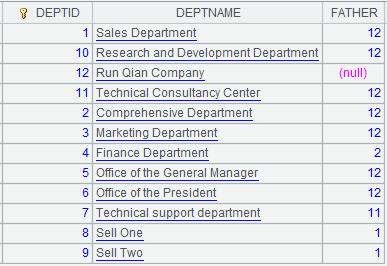 DEPTID DEPTNAME FATHER
1 Sales Department 12
10 Research and Development Department 12
12 Run Qian Company (null)
11 Technical Consultancy Center 12
2 Comprehensive Department 12
3 Marketing Department 12
4 Finance Department 2
5 Office of the General Manager 12
6 Office of the President 12
7 Technical support department 11
8 Sell One 1
9 Sell Two 1